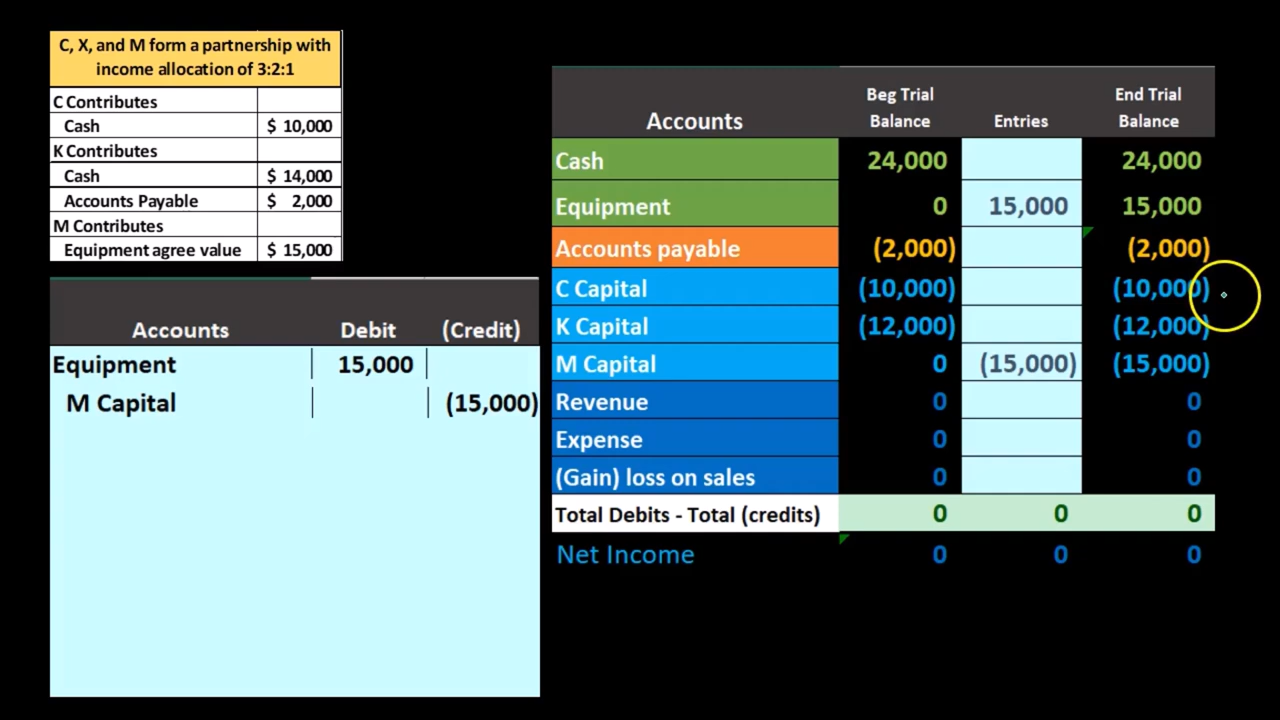 C, X, and M form a partnership with
income allocation of 3:2:1
C Contributes
Cash $ 10,000
K Contributes
Cash $ 14,000
Accounts Payable $ 2,000
M Contributes
Equipment agree value $ 15,000
Accounts Debit (Credit)
Equipment 15,000
M Capital (15,000)
Accounts Beg Trial Balance Entries End Trial Balance
Cash 24,000 24,000
Equipment 0 15,000 15,000
Accounts payable (2,000) (2,000)
C Capital (10,000) (10,000)
K Capital (12,000) (12,000)
M Capital 0 (15,000) (15,000)
Revenue 0 0
Expense 0 0
(Gain) loss on sales 0 0
Total Debits - Total (credits) 0 0 0
Net Income 0 0 0